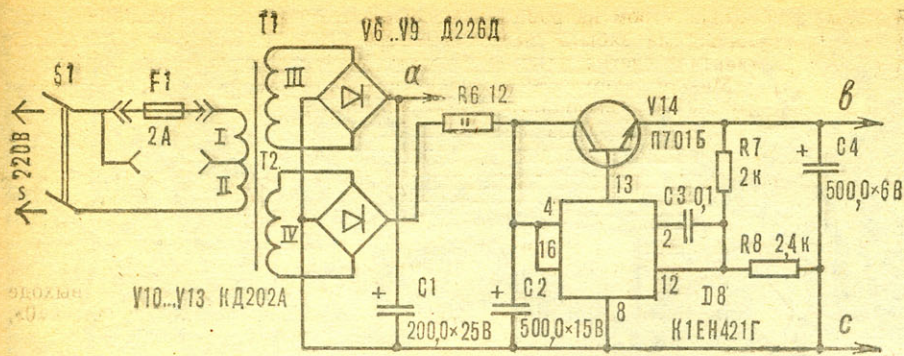 T1
V6..V9 Д226Д
S1
F1
2А
~220В
I
II
III
T2
IV
а
R6 12
V14
П701Б
в
R7
2к
C4
500,0×6В
13
C3 0,1
4
16
2
12
8
R8 2,4к
D8
К1ЕН421Г
V10...V13 КД202А
C1
200,0×25В
C2
500,0×15В
с
выходе